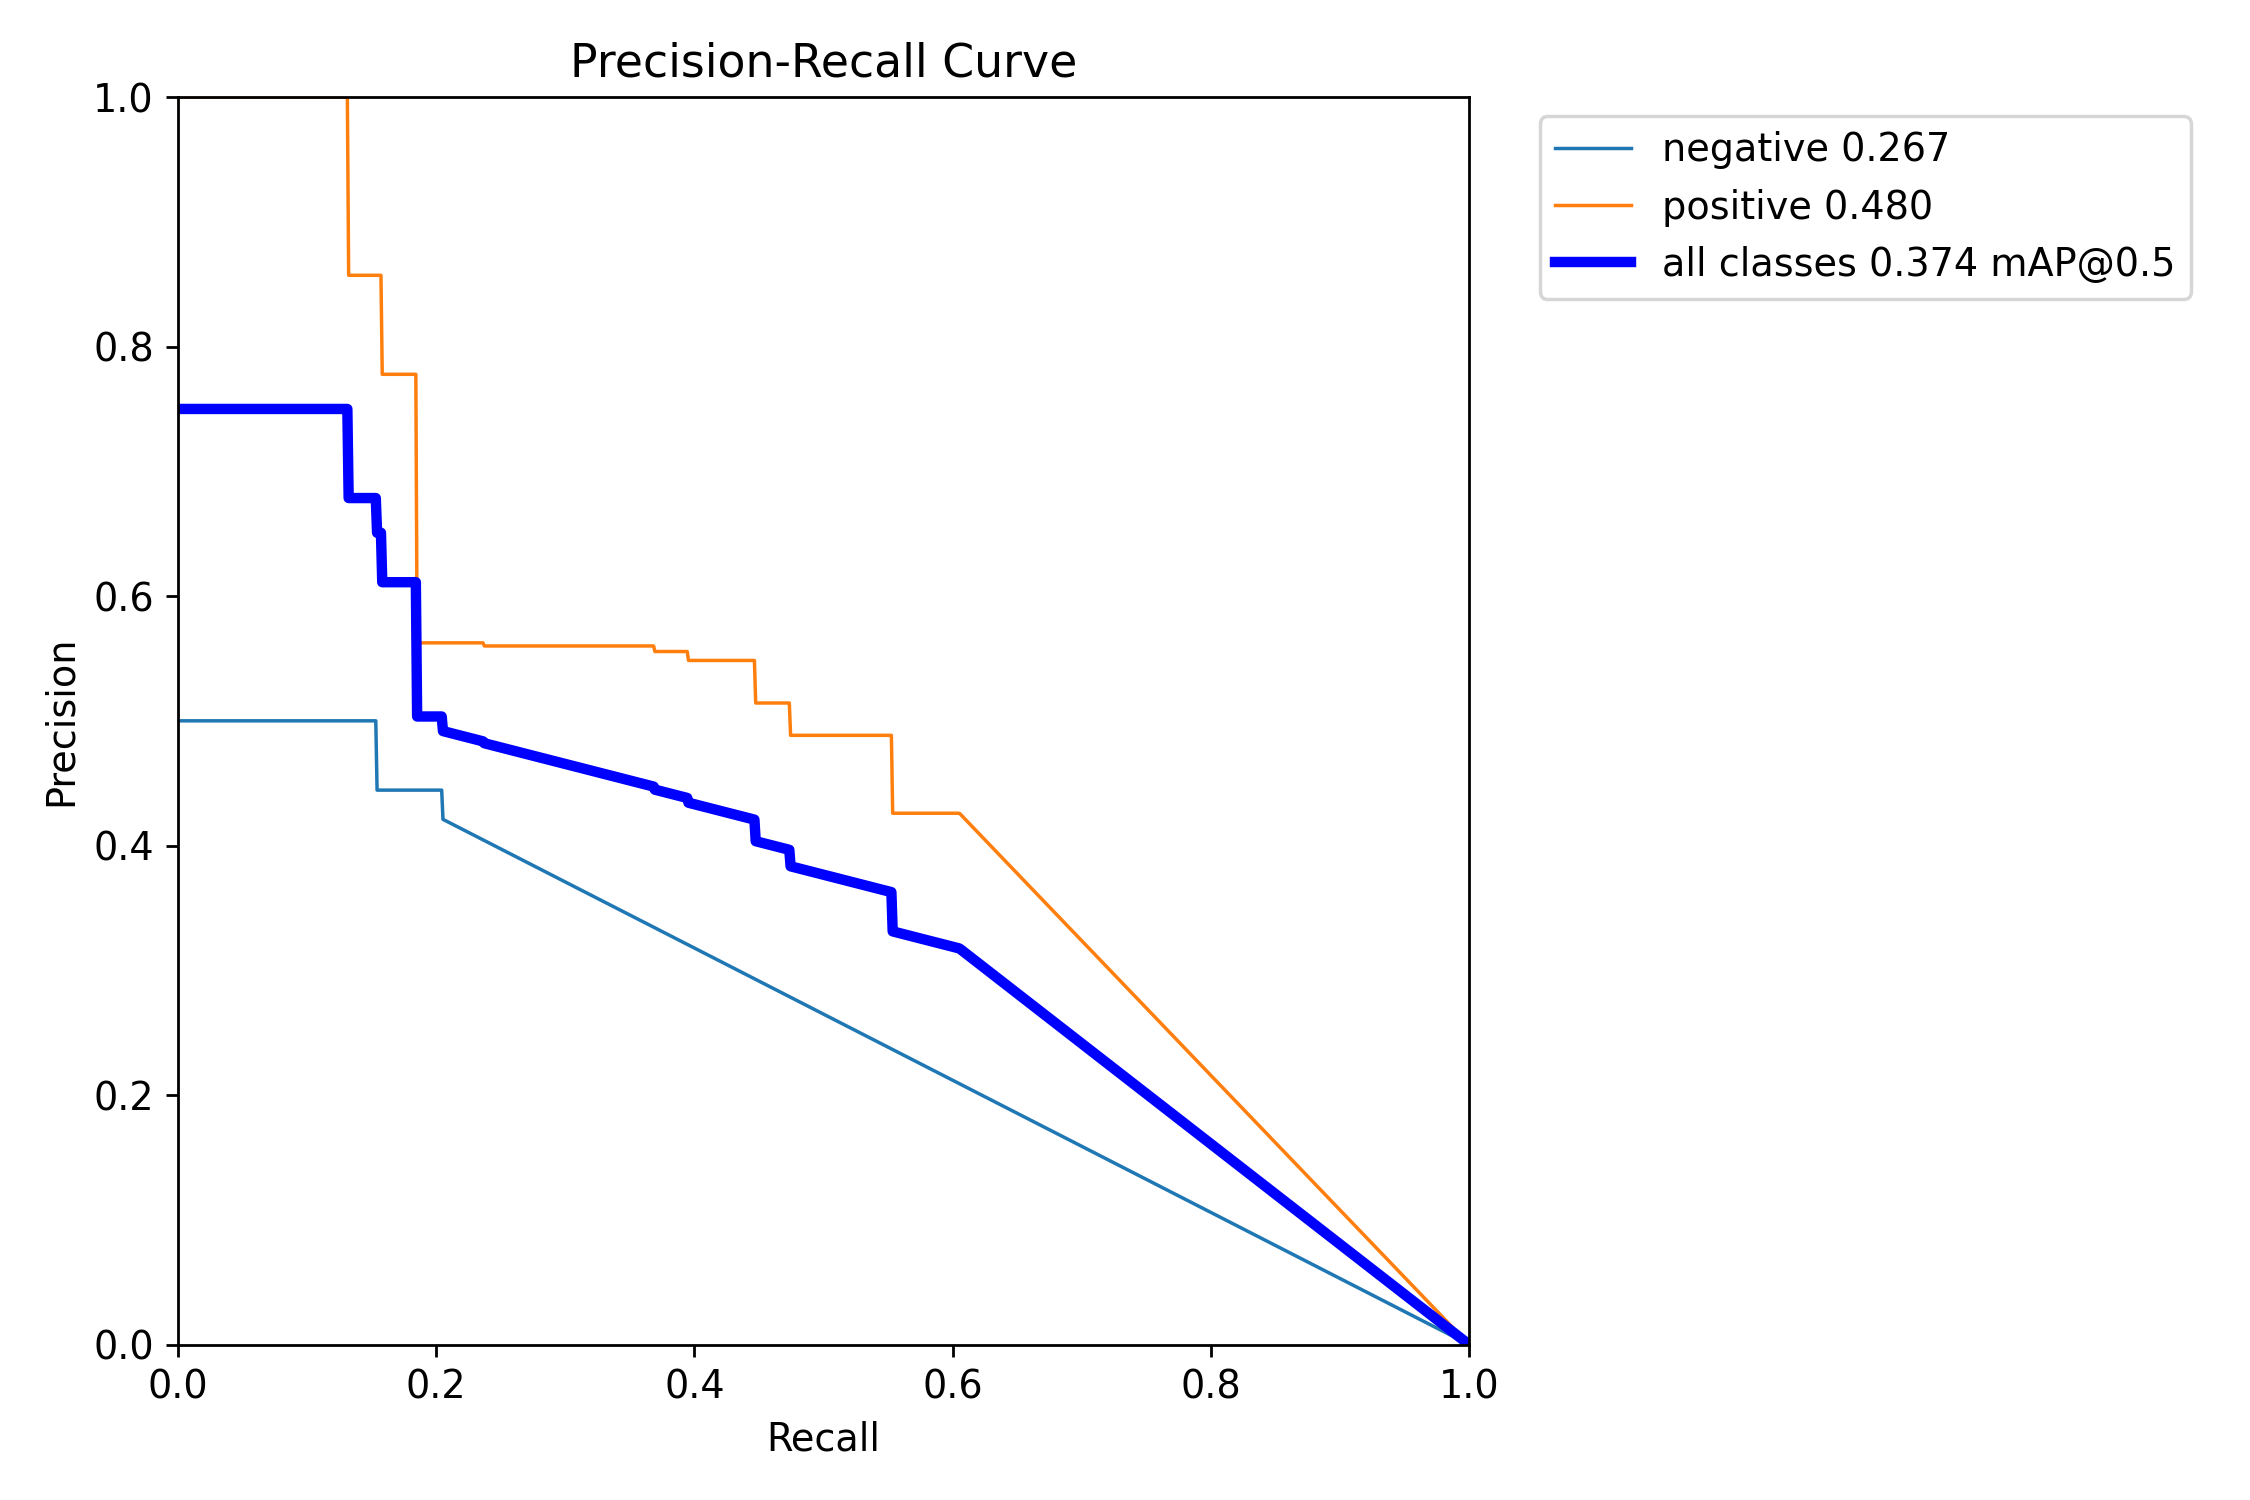 Precision-Recall Curve
1.0
0.8
0.6
0.4
0.2
0.0
Precision
0.0 0.2 0.4 0.6 0.8 1.0
Recall
negative 0.267
positive 0.480
all classes 0.374 mAP@0.5